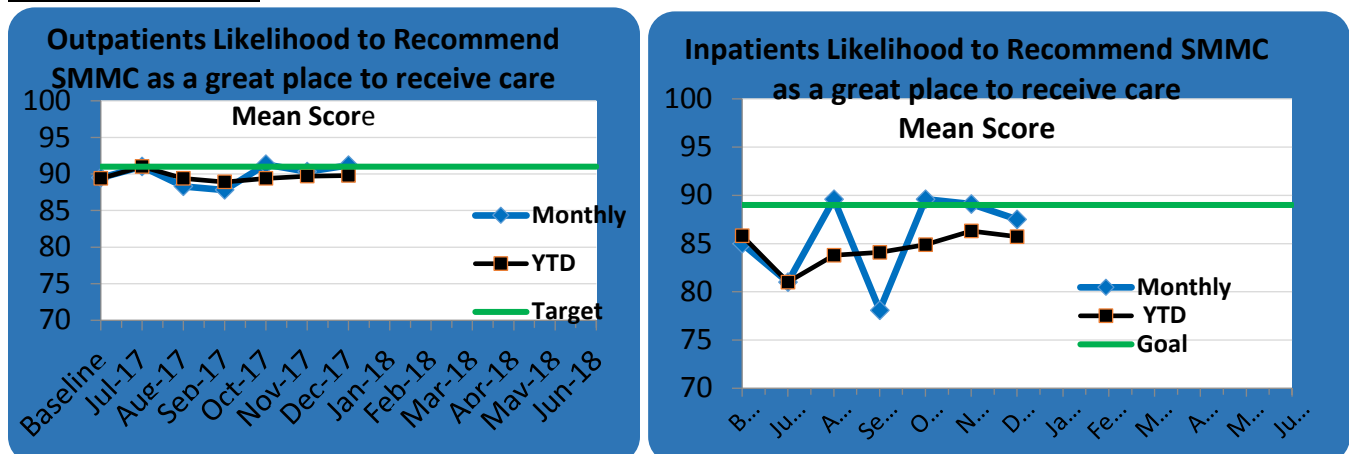 Outpatients Likelihood to Recommend
SMMC as a great place to receive care
Mean Score
100
95
90
85
80
75
70
Monthly
YTD
Target
Baseline
Jul-17
Aug-17
Sep-17
Oct-17
Nov-17
Dec-17
Jan-18
Feb-18
Mar-18
Apr-18
May-18
Jun-18
Inpatients Likelihood to Recommend SMMC
as a great place to receive care
Mean Score
100
95
90
85
80
75
70
Monthly
YTD
Goal
B...
Ju...
A...
Se...
O...
N...
D...
Ja...
Fe...
M...
A...
M...
Ju...